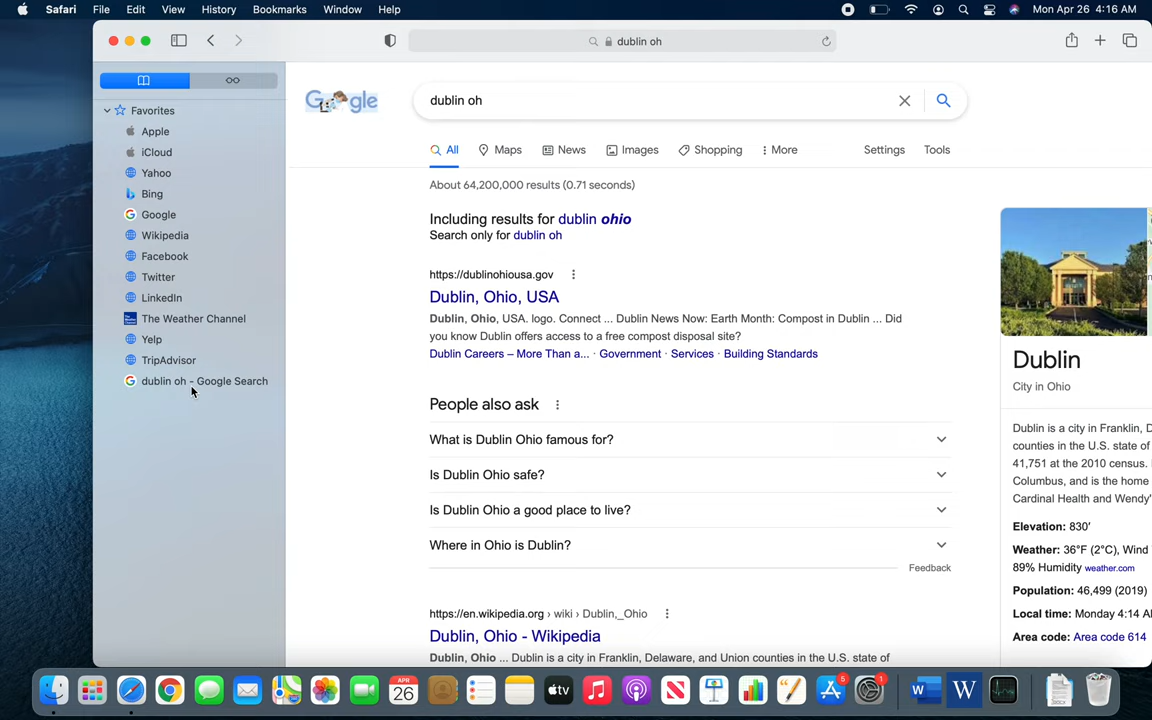 Safari File Edit View History Bookmarks Window Help Mon Apr 26 4:16 AM
dublin oh
Favorites
Apple
iCloud
Yahoo
Bing
Google
Wikipedia
Facebook
Twitter
LinkedIn
The Weather Channel
Yelp
TripAdvisor
dublin oh - Google Search
dublin oh
All Maps News Images Shopping More Settings Tools
About 64,200,000 results (0.71 seconds)
Including results for dublin ohio
Search only for dublin oh
https://dublinohiousa.gov
Dublin, Ohio, USA
Dublin, Ohio, USA. logo. Connect ... Dublin News Now: Earth Month: Compost in Dublin ... Did
you know Dublin offers access to a free compost disposal site?
Dublin Careers – More Than a... · Government · Services · Building Standards
People also ask
What is Dublin Ohio famous for?
Is Dublin Ohio safe?
Is Dublin Ohio a good place to live?
Where in Ohio is Dublin?
Feedback
https://en.wikipedia.org › wiki › Dublin,_Ohio
Dublin, Ohio - Wikipedia
Dublin, Ohio ... Dublin is a city in Franklin, Delaware, and Union counties in the U.S. state of
Dublin
City in Ohio
Dublin is a city in Franklin, D
counties in the U.S. state of
41,751 at the 2010 census.
Columbus, and is the home
Cardinal Health and Wendy'
Elevation: 830′
Weather: 36°F (2°C), Wind
89% Humidity weather.com
Population: 46,499 (2019)
Local time: Monday 4:14 A
Area code: Area code 614
APR
26
tv
5
1
W
W
DOCX